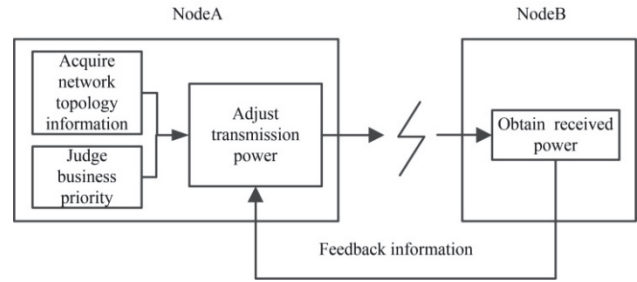 NodeA
NodeB
Acquire
network
topology
information
Judge
business
priority
Adjust
transmission
power
Obtain received
power
Feedback information